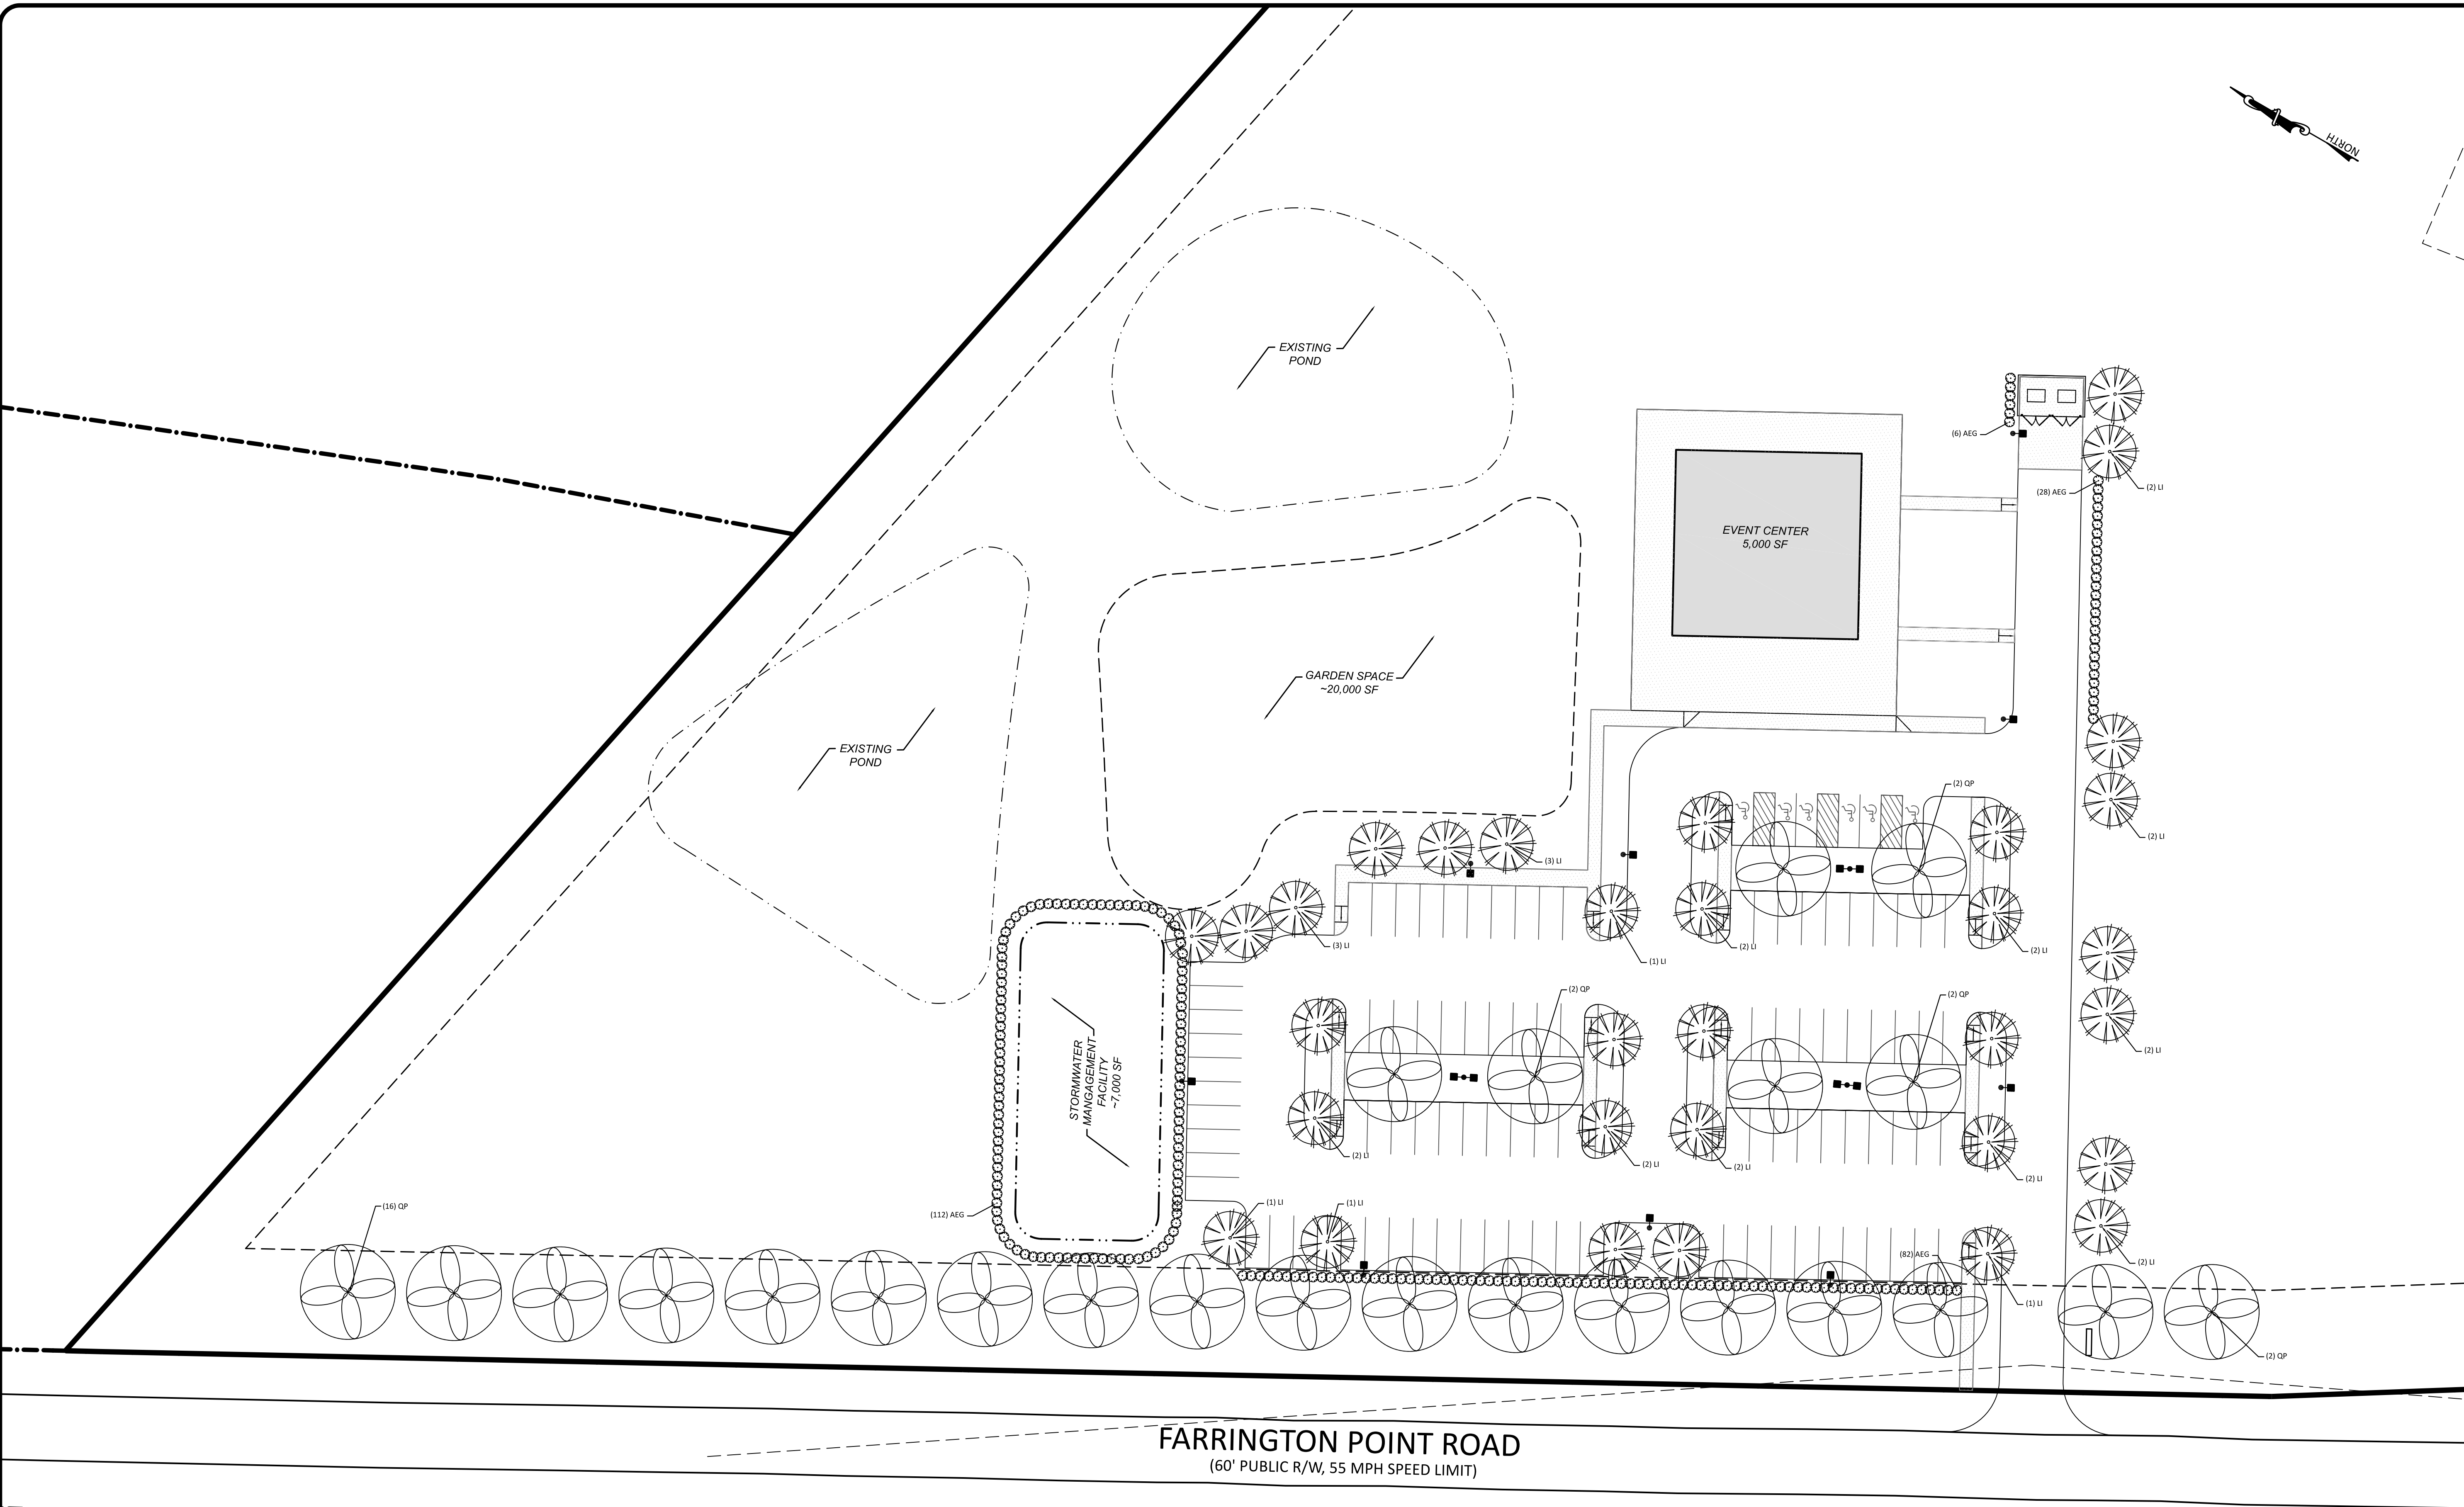 NORTH
EXISTING
POND
(6) AEG
(28) AEG
(2) LI
EVENT CENTER
5,000 SF
GARDEN SPACE
~20,000 SF
EXISTING
POND
(2) QP
(2) LI
(3) LI
(3) LI
(1) LI
(2) LI
(2) LI
(2) QP
(2) QP
(2) LI
STORMWATER
MANGAGEMENT
FACILITY
~7,000 SF
(2) LI
(2) LI
(2) LI
(2) LI
(16) QP
(112) AEG
(1) LI
(1) LI
(82) AEG
(2) LI
(1) LI
(2) QP
FARRINGTON POINT ROAD
(60' PUBLIC R/W, 55 MPH SPEED LIMIT)